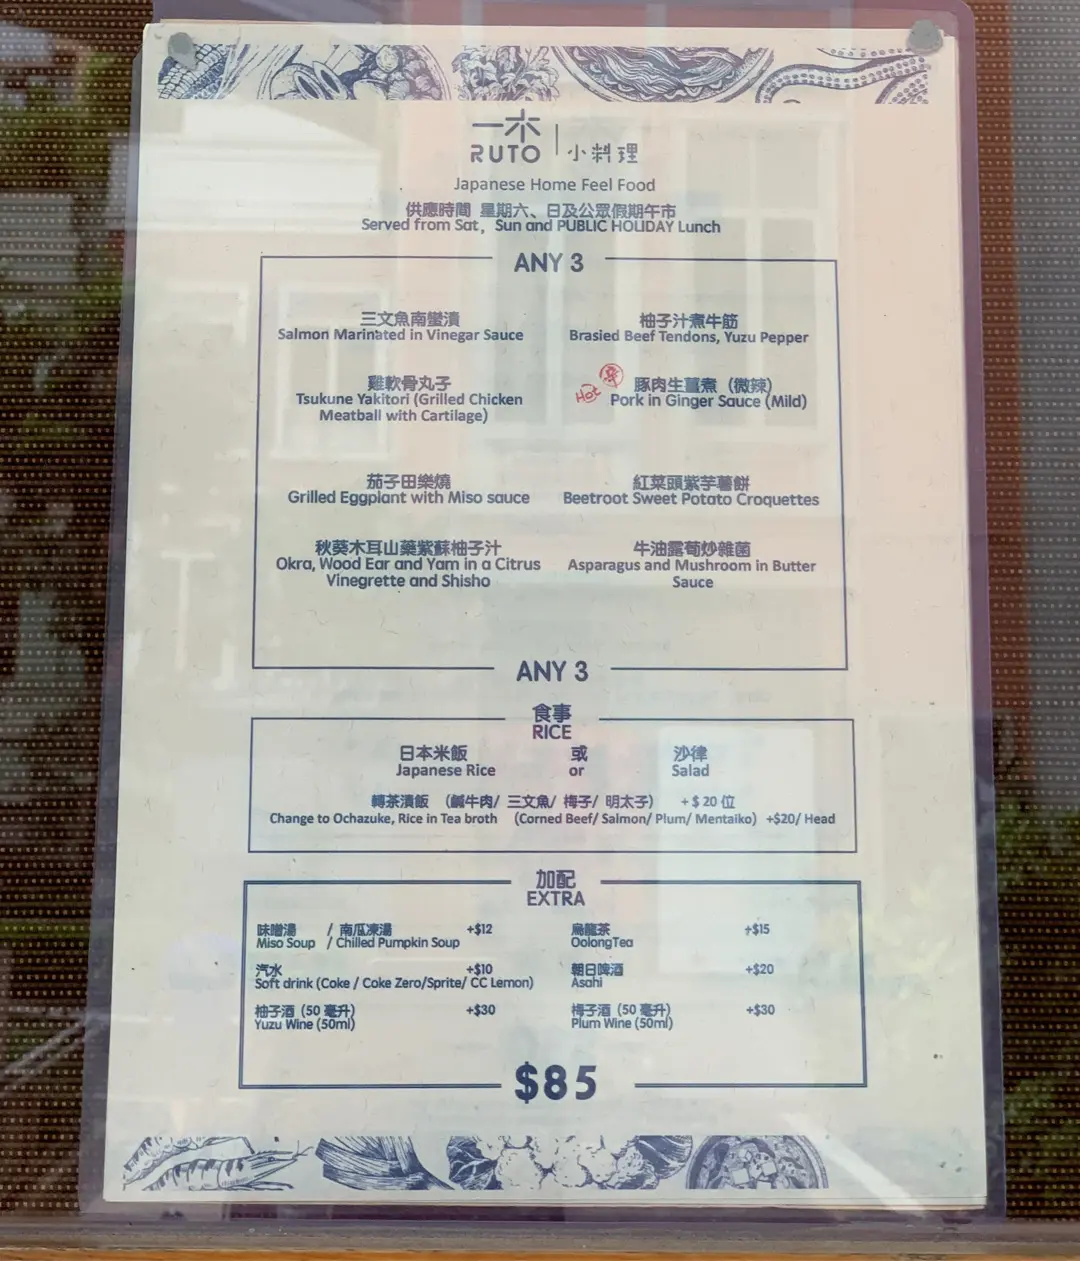 一木 小料理
RUTO
Japanese Home Feel Food
供應時間 星期六、日及公眾假期午市
Served from Sat, Sun and PUBLIC HOLIDAY Lunch
ANY 3
三文魚南蠻漬
Salmon Marinated in Vinegar Sauce
柚子汁煮牛筋
Brasied Beef Tendons, Yuzu Pepper
雞軟骨丸子
Tsukune Yakitori (Grilled Chicken
Meatball with Cartilage)
辛
Hot
豚肉生薑煮（微辣）
Pork in Ginger Sauce (Mild)
茄子田樂燒
Grilled Eggplant with Miso sauce
紅菜頭紫芋薯餅
Beetroot Sweet Potato Croquettes
秋葵木耳山藥紫蘇柚子汁
Okra, Wood Ear and Yam in a Citrus
Vinegrette and Shisho
牛油露荀炒雜菌
Asparagus and Mushroom in Butter
Sauce
ANY 3
食事
RICE
日本米飯 或 沙律
Japanese Rice or Salad
轉茶漬飯 （鹹牛肉/ 三文魚/ 梅子/ 明太子） +$20 位
Change to Ochazuke, Rice in Tea broth (Corned Beef/ Salmon/ Plum/ Mentaiko) +$20/ Head
加配
EXTRA
味噌湯 / 南瓜凍湯 +$12
Miso Soup / Chilled Pumpkin Soup
烏龍茶 +$15
OolongTea
汽水 +$10
Soft drink (Coke / Coke Zero/Sprite/ CC Lemon)
朝日啤酒 +$20
Asahi
柚子酒 (50 毫升) +$30
Yuzu Wine (50ml)
梅子酒 (50 毫升) +$30
Plum Wine (50ml)
$85